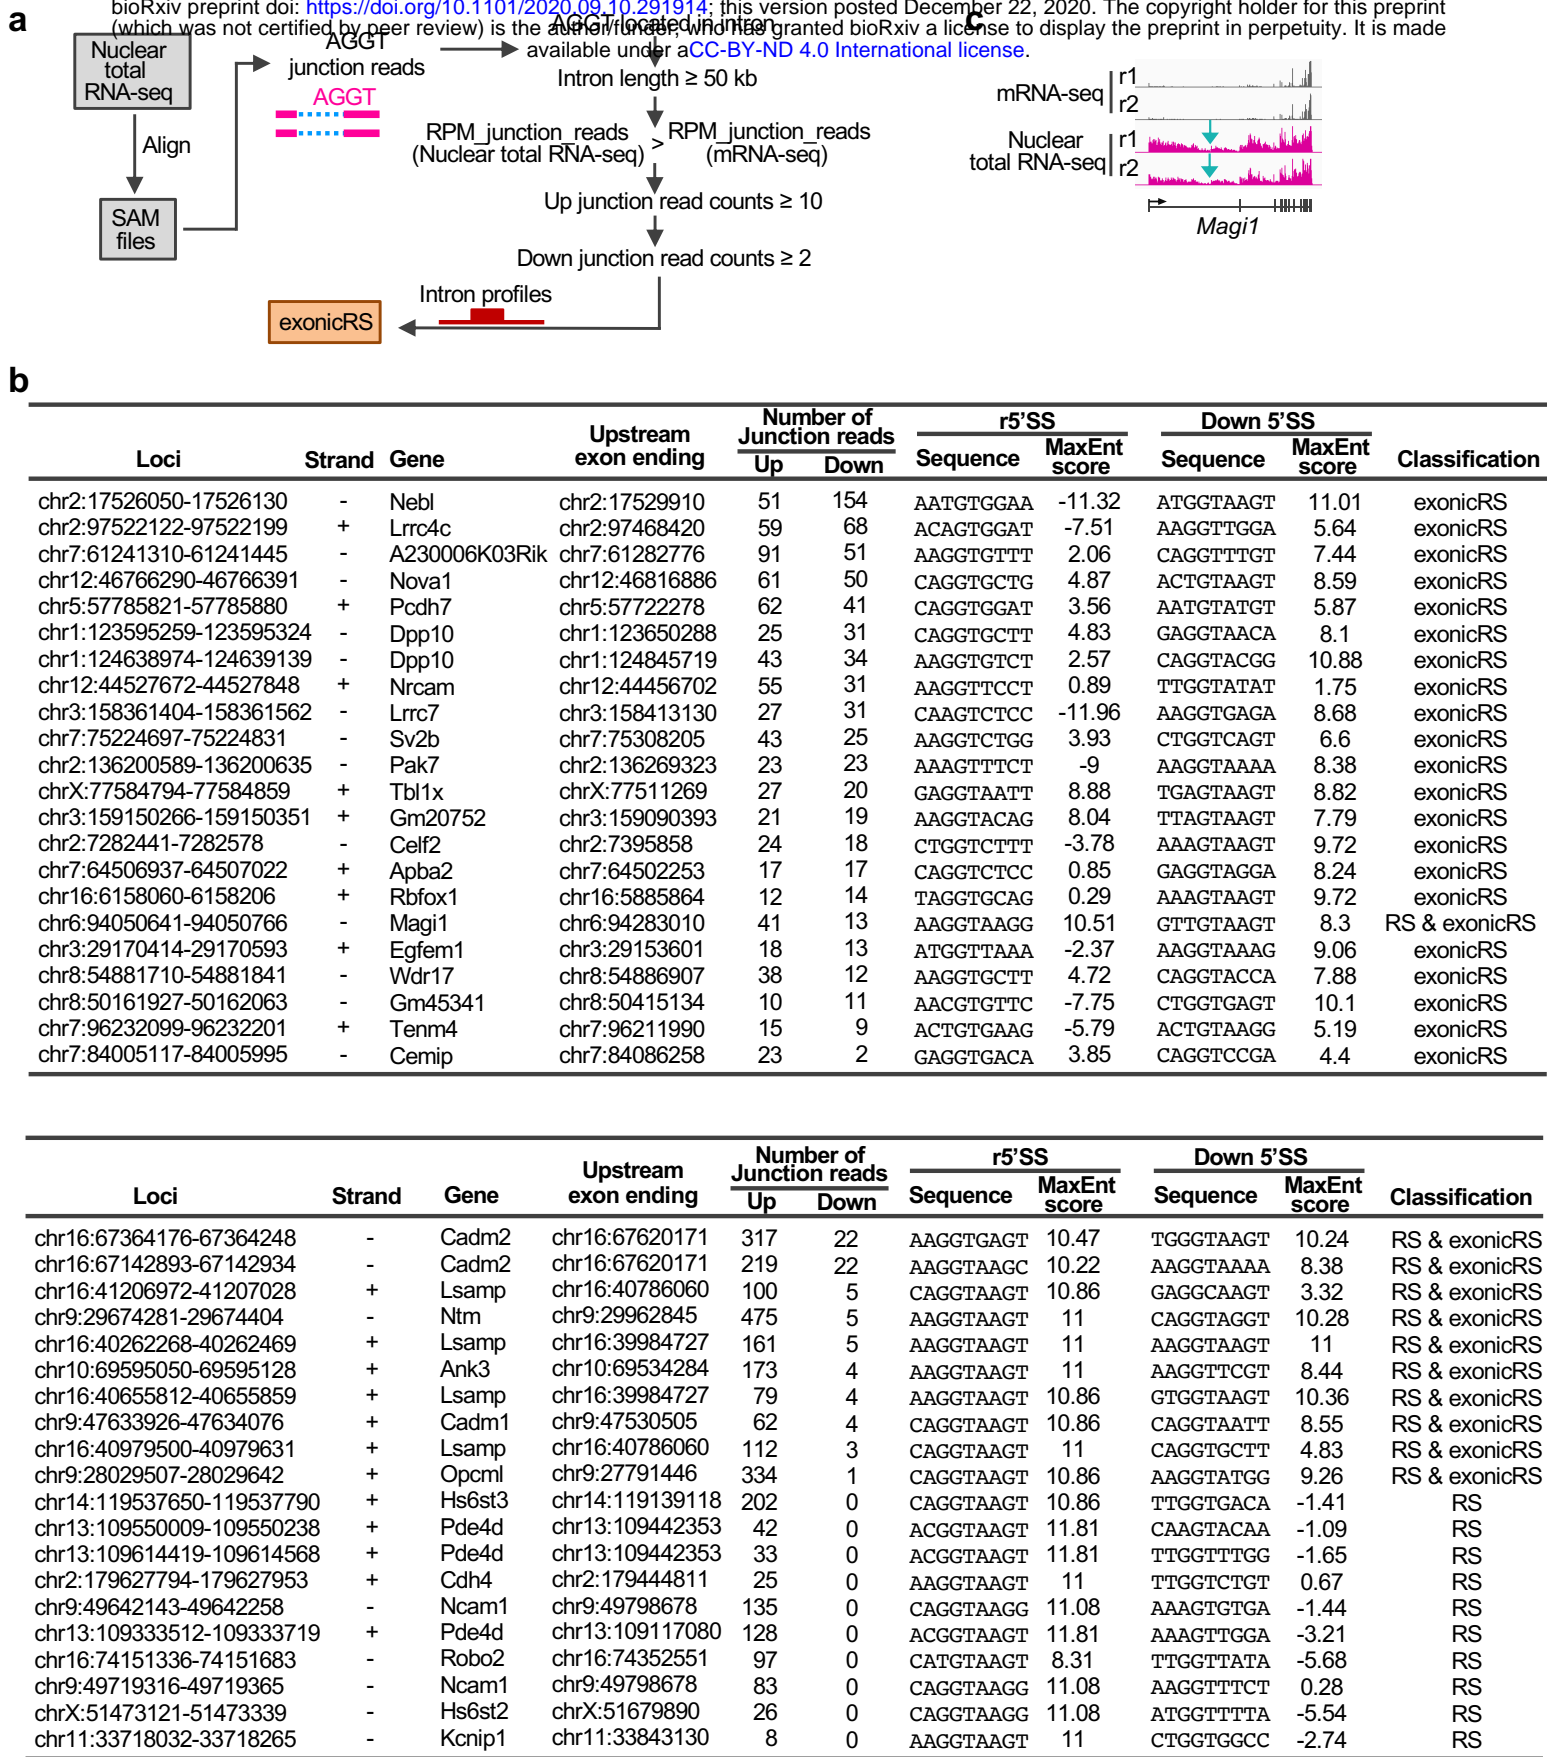 bioRxiv preprint doi: https://doi.org/10.1101/2020.09.10.291914; this version posted December 22, 2020. The copyright holder for this preprint
(which was not certified by peer review) is the author/funder, who has granted bioRxiv a license to display the preprint in perpetuity. It is made
available under aCC-BY-ND 4.0 International license.
a
Nuclear
total
RNA-seq
Align
SAM
files
AGGT
junction reads
AGGT
AGGT located in intron
Intron length ≥ 50 kb
RPM_junction_reads
(Nuclear total RNA-seq)
>
RPM_junction_reads
(mRNA-seq)
Up junction read counts ≥ 10
Down junction read counts ≥ 2
Intron profiles
exonicRS
c
mRNA-seq
r1
r2
Nuclear
total RNA-seq
r1
r2
Magi1
b
Loci Strand Gene Upstream exon ending Number of Junction reads Up Down r5'SS Sequence MaxEnt score Down 5'SS Sequence MaxEnt score Classification
chr2:17526050-17526130 - Nebl chr2:17529910 51 154 AATGTGGAA -11.32 ATGGTAAGT 11.01 exonicRS
chr2:97522122-97522199 + Lrrc4c chr2:97468420 59 68 ACAGTGGAT -7.51 AAGGTTGGA 5.64 exonicRS
chr7:61241310-61241445 - A230006K03Rik chr7:61282776 91 51 AAGGTGTTT 2.06 CAGGTTTGT 7.44 exonicRS
chr12:46766290-46766391 - Nova1 chr12:46816886 61 50 CAGGTGCTG 4.87 ACTGTAAGT 8.59 exonicRS
chr5:57785821-57785880 + Pcdh7 chr5:57722278 62 41 CAGGTGGAT 3.56 AATGTATGT 5.87 exonicRS
chr1:123595259-123595324 - Dpp10 chr1:123650288 25 31 CAGGTGCTT 4.83 GAGGTAACA 8.1 exonicRS
chr1:124638974-124639139 - Dpp10 chr1:124845719 43 34 AAGGTGTCT 2.57 CAGGTACGG 10.88 exonicRS
chr12:44527672-44527848 + Nrcam chr12:44456702 55 31 AAGGTTCCT 0.89 TTGGTATAT 1.75 exonicRS
chr3:158361404-158361562 - Lrrc7 chr3:158413130 27 31 CAAGTCTCC -11.96 AAGGTGAGA 8.68 exonicRS
chr7:75224697-75224831 - Sv2b chr7:75308205 43 25 AAGGTCTGG 3.93 CTGGTCAGT 6.6 exonicRS
chr2:136200589-136200635 - Pak7 chr2:136269323 23 23 AAAGTTTCT -9 AAGGTAAAA 8.38 exonicRS
chrX:77584794-77584859 + Tbl1x chrX:77511269 27 20 GAGGTAATT 8.88 TGAGTAAGT 8.82 exonicRS
chr3:159150266-159150351 + Gm20752 chr3:159090393 21 19 AAGGTACAG 8.04 TTAGTAAGT 7.79 exonicRS
chr2:7282441-7282578 - Celf2 chr2:7395858 24 18 CTGGTCTTT -3.78 AAAGTAAGT 9.72 exonicRS
chr7:64506937-64507022 + Apba2 chr7:64502253 17 17 CAGGTCTCC 0.85 GAGGTAGGA 8.24 exonicRS
chr16:6158060-6158206 + Rbfox1 chr16:5885864 12 14 TAGGTGCAG 0.29 AAAGTAAGT 9.72 exonicRS
chr6:94050641-94050766 - Magi1 chr6:94283010 41 13 AAGGTAAGG 10.51 GTTGTAAGT 8.3 RS & exonicRS
chr3:29170414-29170593 + Egfem1 chr3:29153601 18 13 ATGGTTAAA -2.37 AAGGTAAAG 9.06 exonicRS
chr8:54881710-54881841 - Wdr17 chr8:54886907 38 12 AAGGTGCTT 4.72 CAGGTACCA 7.88 exonicRS
chr8:50161927-50162063 - Gm45341 chr8:50415134 10 11 AACGTGTTC -7.75 CTGGTGAGT 10.1 exonicRS
chr7:96232099-96232201 + Tenm4 chr7:96211990 15 9 ACTGTGAAG -5.79 ACTGTAAGG 5.19 exonicRS
chr7:84005117-84005995 - Cemip chr7:84086258 23 2 GAGGTGACA 3.85 CAGGTCCGA 4.4 exonicRS
Loci Strand Gene Upstream exon ending Number of Junction reads Up Down r5'SS Sequence MaxEnt score Down 5'SS Sequence MaxEnt score Classification
chr16:67364176-67364248 - Cadm2 chr16:67620171 317 22 AAGGTGAGT 10.47 TGGGTAAGT 10.24 RS & exonicRS
chr16:67142893-67142934 - Cadm2 chr16:67620171 219 22 AAGGTAAGC 10.22 AAGGTAAAA 8.38 RS & exonicRS
chr16:41206972-41207028 + Lsamp chr16:40786060 100 5 CAGGTAAGT 10.86 GAGGCAAGT 3.32 RS & exonicRS
chr9:29674281-29674404 - Ntm chr9:29962845 475 5 AAGGTAAGT 11 CAGGTAGGT 10.28 RS & exonicRS
chr16:40262268-40262469 + Lsamp chr16:39984727 161 5 AAGGTAAGT 11 AAGGTAAGT 11 RS & exonicRS
chr10:69595050-69595128 + Ank3 chr10:69534284 173 4 AAGGTAAGT 11 AAGGTTCGT 8.44 RS & exonicRS
chr16:40655812-40655859 + Lsamp chr16:39984727 79 4 AAGGTAAGT 10.86 GTGGTAAGT 10.36 RS & exonicRS
chr9:47633926-47634076 + Cadm1 chr9:47530505 62 4 CAGGTAAGT 10.86 CAGGTAATT 8.55 RS & exonicRS
chr16:40979500-40979631 + Lsamp chr16:40786060 112 3 CAGGTAAGT 11 CAGGTGCTT 4.83 RS & exonicRS
chr9:28029507-28029642 + Opcml chr9:27791446 334 1 CAGGTAAGT 10.86 AAGGTATGG 9.26 RS & exonicRS
chr14:119537650-119537790 + Hs6st3 chr14:119139118 202 0 CAGGTAAGT 10.86 TTGGTGACA -1.41 RS
chr13:109550009-109550238 + Pde4d chr13:109442353 42 0 ACGGTAAGT 11.81 CAAGTACAA -1.09 RS
chr13:109614419-109614568 + Pde4d chr13:109442353 33 0 ACGGTAAGT 11.81 TTGGTTTGG -1.65 RS
chr2:179627794-179627953 + Cdh4 chr2:179444811 25 0 AAGGTAAGT 11 TTGGTCTGT 0.67 RS
chr9:49642143-49642258 - Ncam1 chr9:49798678 135 0 CAGGTAAGG 11.08 AAAGTGTGA -1.44 RS
chr13:109333512-109333719 + Pde4d chr13:109117080 128 0 ACGGTAAGT 11.81 AAAGTTGGA -3.21 RS
chr16:74151336-74151683 - Robo2 chr16:74352551 97 0 CATGTAAGT 8.31 TTGGTTATA -5.68 RS
chr9:49719316-49719365 - Ncam1 chr9:49798678 83 0 CAGGTAAGG 11.08 AAGGTTTCT 0.28 RS
chrX:51473121-51473339 - Hs6st2 chrX:51679890 26 0 CAGGTAAGG 11.08 ATGGTTTTA -5.54 RS
chr11:33718032-33718265 - Kcnip1 chr11:33843130 8 0 AAGGTAAGT 11 CTGGTGGCC -2.74 RS